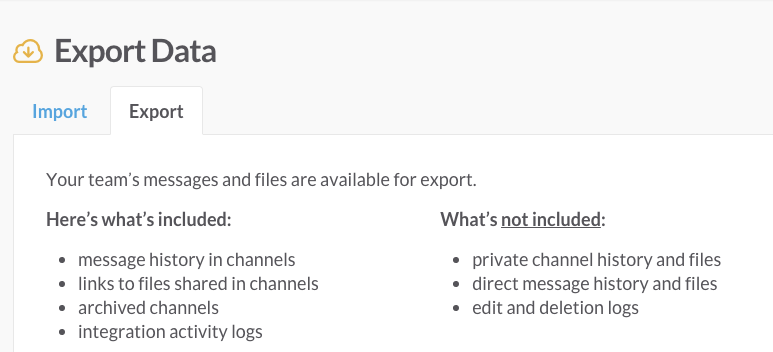 Export Data
Import
Export
Your team's messages and files are available for export.
Here's what's included:
• message history in channels
• links to files shared in channels
• archived channels
• integration activity logs
What's not included:
• private channel history and files
• direct message history and files
• edit and deletion logs